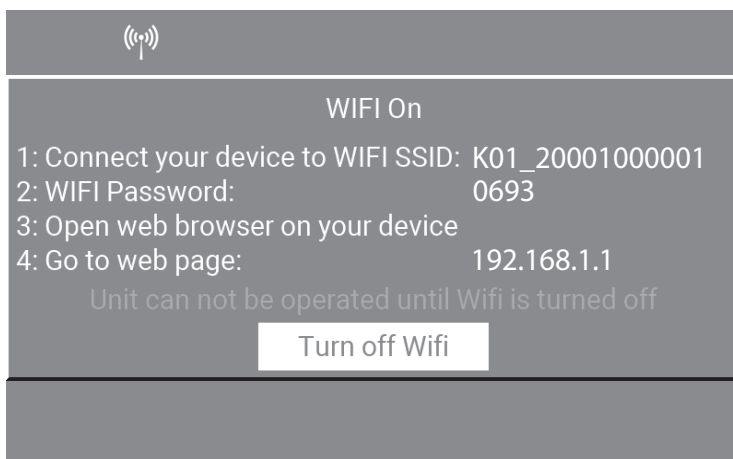 WIFI On
1: Connect your device to WIFI SSID: K01_20001000001
2: WIFI Password: 0693
3: Open web browser on your device
4: Go to web page: 192.168.1.1
Unit can not be operated until Wifi is turned off
Turn off Wifi